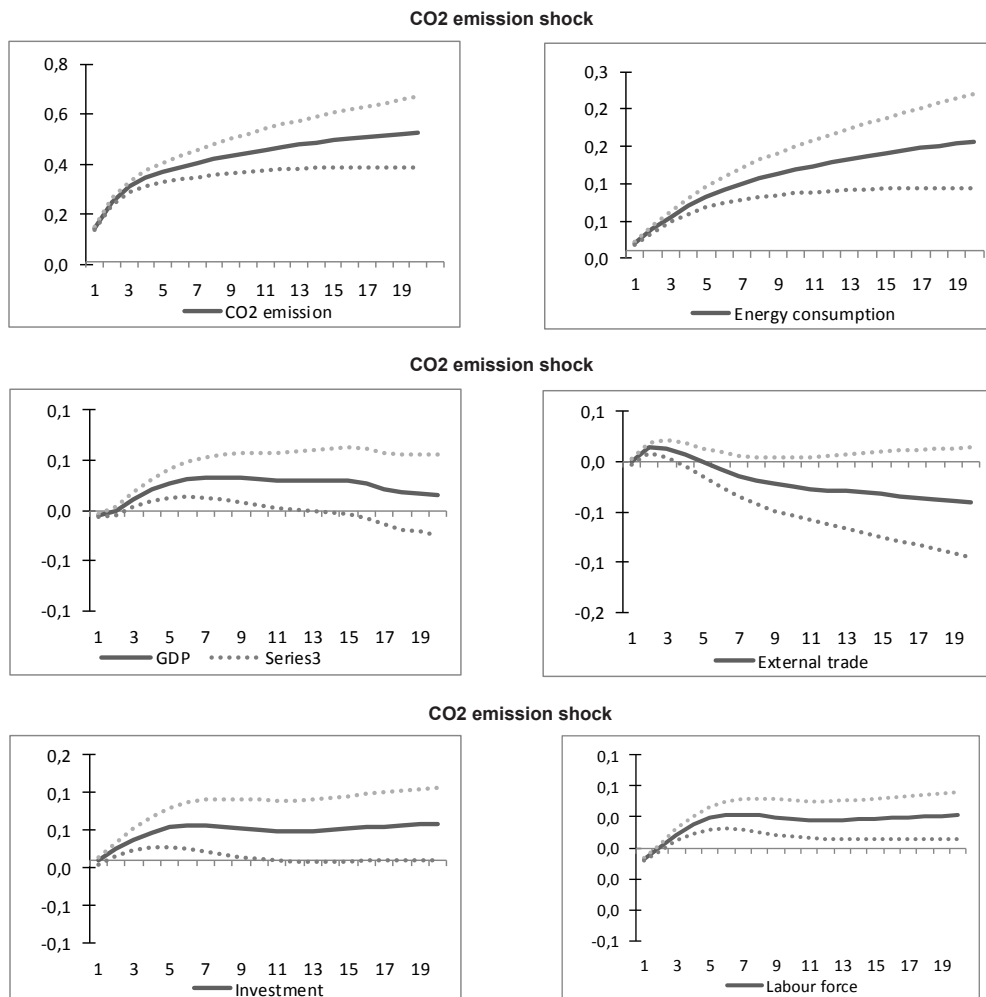 CO2 emission shock
0,8
0,6
0,4
0,2
0,0
1 3 5 7 9 11 13 15 17 19
CO2 emission
0,3
0,2
0,2
0,1
0,1
0,0
1 3 5 7 9 11 13 15 17 19
Energy consumption
CO2 emission shock
0,1
0,1
0,0
-0,1
-0,1
1 3 5 7 9 11 13 15 17 19
GDP Series3
0,1
0,0
-0,1
-0,1
-0,2
1 3 5 7 9 11 13 15 17 19
External trade
CO2 emission shock
0,2
0,1
0,1
0,0
-0,1
-0,1
1 3 5 7 9 11 13 15 17 19
Investment
0,1
0,1
0,0
0,0
0,0
0,0
-0,1
1 3 5 7 9 11 13 15 17 19
Labour force